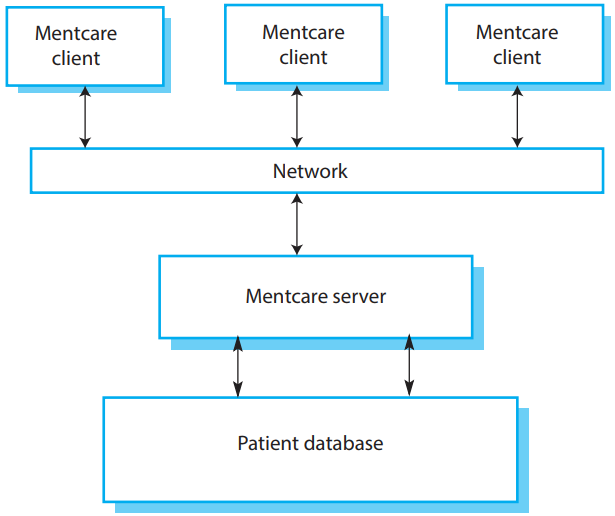 Mentcare
client
Mentcare
client
Mentcare
client
Network
Mentcare server
Patient database